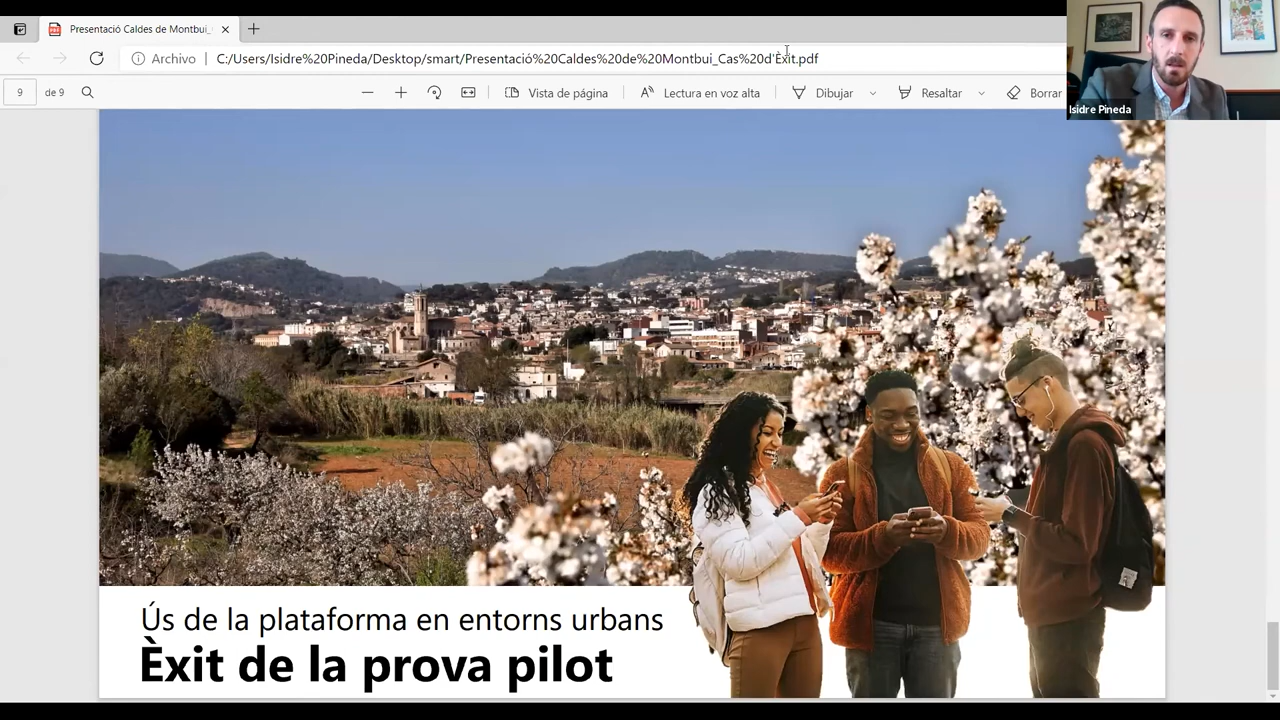 Presentació Caldes de Montbui_
Archivo
C:/Users/Isidre%20Pineda/Desktop/smart/Presentació%20Caldes%20de%20Montbui_Cas%20d'Èxit.pdf
9 de 9
Vista de página
Lectura en voz alta
Dibujar
Resaltar
Borrar
Isidre Pineda
Ús de la plataforma en entorns urbans
Èxit de la prova pilot